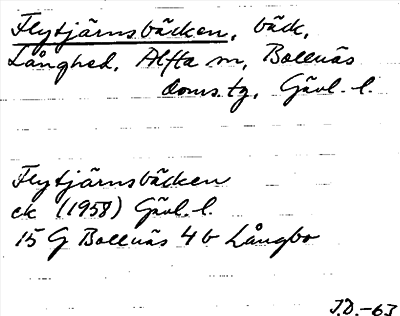 Flytjärnsbäcken, bäck,
Långhed, Alfta sn, Bollnäs
doms.tg, Gävl. l.
Flytjärnsbäcken
ek (1958) Gävl. l.
15 G Bollnäs 4 b Långbo
J.D.-63